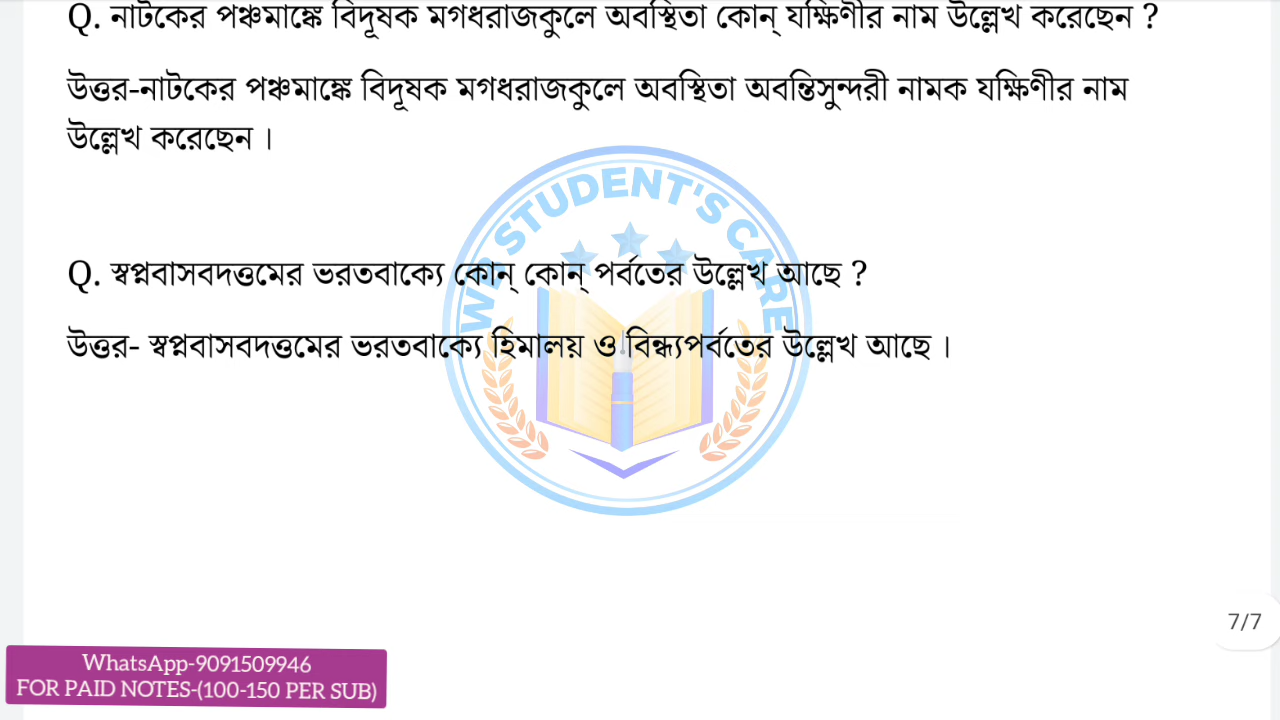 Q. নাটকের পঞ্চমাঙ্কে বিদূষক মগধরাজকুলে অবস্থিতা কোন্ যক্ষিণীর নাম উল্লেখ করেছেন ?
উত্তর-নাটকের পঞ্চমাঙ্কে বিদূষক মগধরাজকুলে অবস্থিতা অবন্তিসুন্দরী নামক যক্ষিণীর নাম
উল্লেখ করেছেন ।
WB STUDENT'S CARE
Q. স্বপ্নবাসবদত্তমের ভরতবাক্যে কোন্ কোন্ পর্বতের উল্লেখ আছে ?
উত্তর- স্বপ্নবাসবদত্তমের ভরতবাক্যে হিমালয় ও বিন্ধ্যপর্বতের উল্লেখ আছে ।
7/7
WhatsApp-9091509946
FOR PAID NOTES-(100-150 PER SUB)